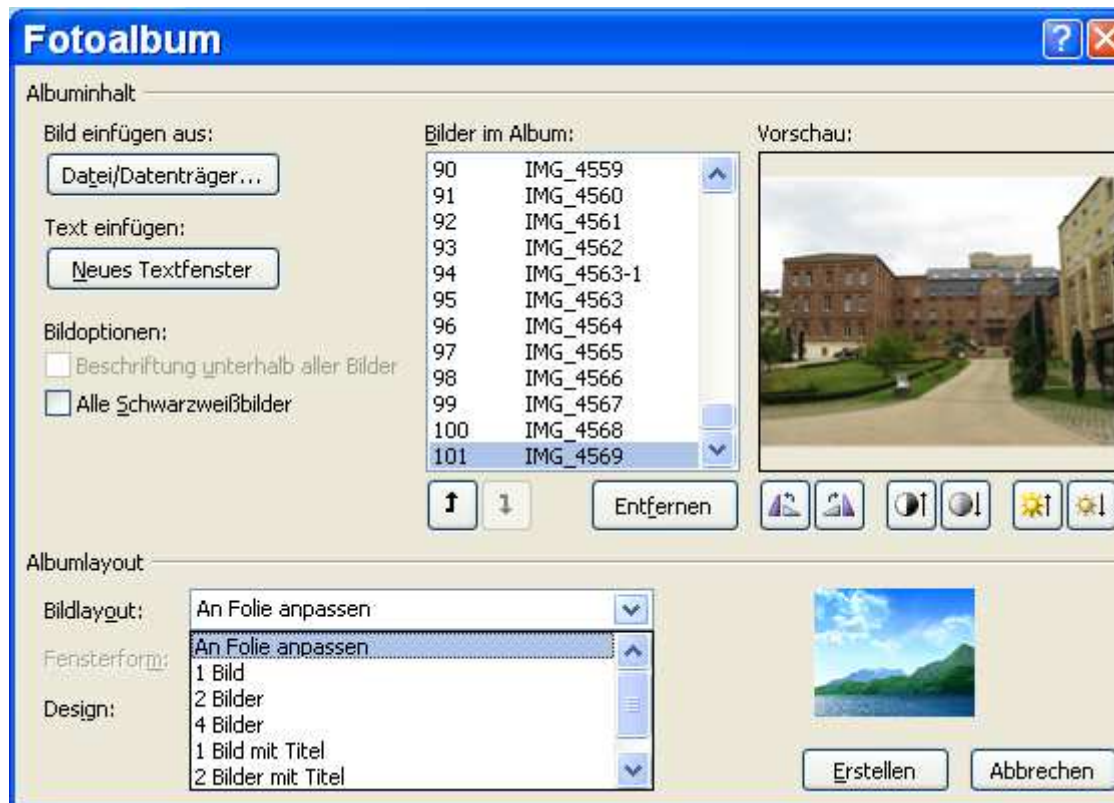 Fotoalbum
Albuminhalt
Bild einfügen aus:
Datei/Datenträger...
Text einfügen:
Neues Textfenster
Bildoptionen:
Beschriftung unterhalb aller Bilder
Alle Schwarzweißbilder
Bilder im Album:
90 IMG_4559
91 IMG_4560
92 IMG_4561
93 IMG_4562
94 IMG_4563-1
95 IMG_4563
96 IMG_4564
97 IMG_4565
98 IMG_4566
99 IMG_4567
100 IMG_4568
101 IMG_4569
Entfernen
Vorschau:
Albumlayout
Bildlayout: An Folie anpassen
An Folie anpassen
1 Bild
2 Bilder
4 Bilder
1 Bild mit Titel
2 Bilder mit Titel
Fensterform:
Design:
Erstellen
Abbrechen